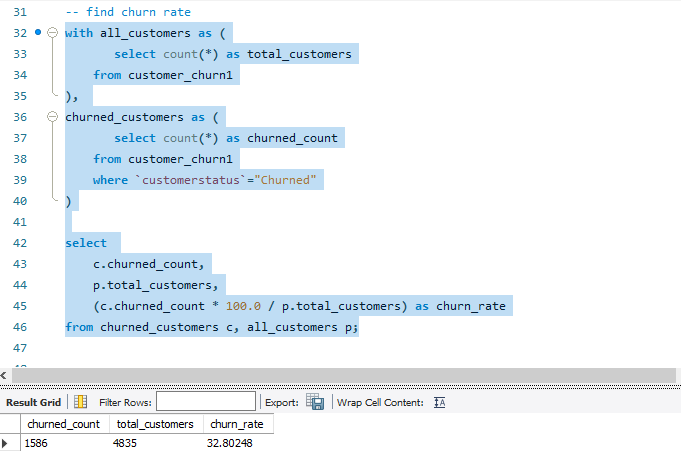 31 -- find churn rate
32 with all_customers as (
33 select count(*) as total_customers
34 from customer_churn1
35 ),
36 churned_customers as (
37 select count(*) as churned_count
38 from customer_churn1
39 where `customerstatus`="Churned"
40 )
41
42 select
43 c.churned_count,
44 p.total_customers,
45 (c.churned_count * 100.0 / p.total_customers) as churn_rate
46 from churned_customers c, all_customers p;
47
Result Grid Filter Rows: Export: Wrap Cell Content:
churned_count total_customers churn_rate
1586 4835 32.80248